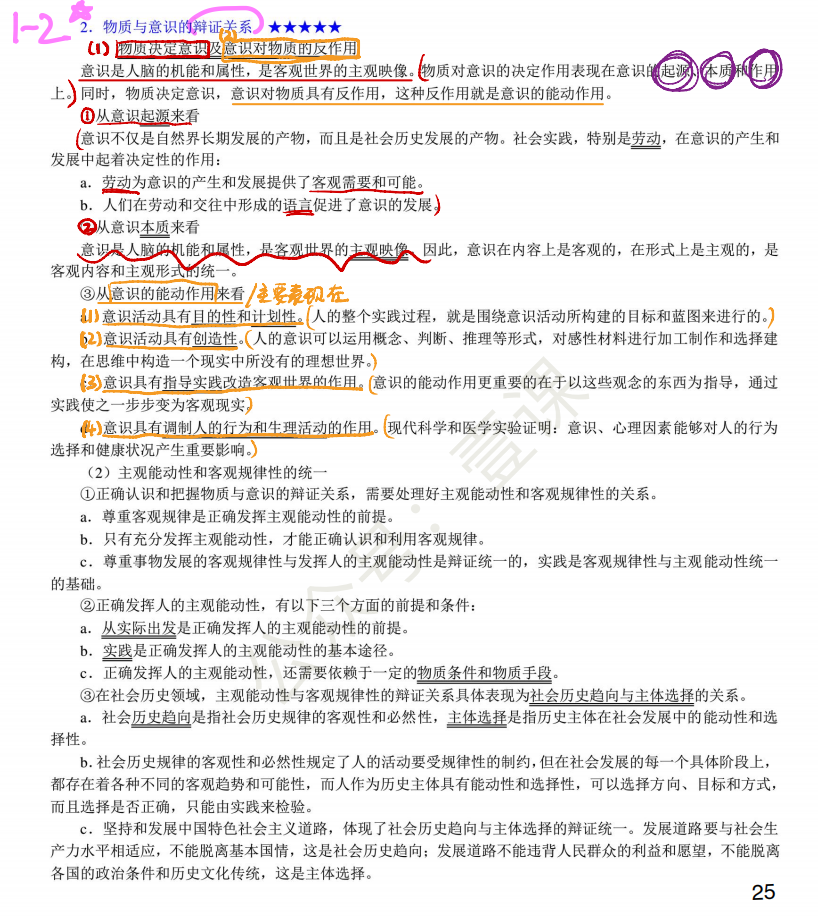 1-2
2．物质与意识的辩证关系 ★★★★★
(2)
(1) 物质决定意识及意识对物质的反作用
意识是人脑的机能和属性，是客观世界的主观映像。(物质对意识的决定作用表现在意识的起源、本质和作用
上。)同时，物质决定意识，意识对物质具有反作用，这种反作用就是意识的能动作用。
①从意识起源来看
(意识不仅是自然界长期发展的产物，而且是社会历史发展的产物。社会实践，特别是劳动，在意识的产生和
发展中起着决定性的作用：
a．劳动为意识的产生和发展提供了客观需要和可能。
b．人们在劳动和交往中形成的语言促进了意识的发展。)
②从意识本质来看
意识是人脑的机能和属性，是客观世界的主观映像。因此，意识在内容上是客观的，在形式上是主观的，是
客观内容和主观形式的统一。
③从意识的能动作用来看/主要表现在
(1)意识活动具有目的性和计划性。(人的整个实践过程，就是围绕意识活动所构建的目标和蓝图来进行的。)
(2)意识活动具有创造性。(人的意识可以运用概念、判断、推理等形式，对感性材料进行加工制作和选择建
构，在思维中构造一个现实中所没有的理想世界。)
(3)意识具有指导实践改造客观世界的作用。(意识的能动作用更重要的在于以这些观念的东西为指导，通过
实践使之一步步变为客观现实。)
(4)意识具有调制人的行为和生理活动的作用。(现代科学和医学实验证明：意识、心理因素能够对人的行为
选择和健康状况产生重要影响。)
（2）主观能动性和客观规律性的统一
①正确认识和把握物质与意识的辩证关系，需要处理好主观能动性和客观规律性的关系。
a．尊重客观规律是正确发挥主观能动性的前提。
b．只有充分发挥主观能动性，才能正确认识和利用客观规律。
c．尊重事物发展的客观规律性与发挥人的主观能动性是辩证统一的，实践是客观规律性与主观能动性统一
的基础。
②正确发挥人的主观能动性，有以下三个方面的前提和条件：
a．从实际出发是正确发挥人的主观能动性的前提。
b．实践是正确发挥人的主观能动性的基本途径。
c．正确发挥人的主观能动性，还需要依赖于一定的物质条件和物质手段。
③在社会历史领域，主观能动性与客观规律性的辩证关系具体表现为社会历史趋向与主体选择的关系。
a．社会历史趋向是指社会历史规律的客观性和必然性，主体选择是指历史主体在社会发展中的能动性和选
择性。
b．社会历史规律的客观性和必然性规定了人的活动要受规律性的制约，但在社会发展的每一个具体阶段上，
都存在着各种不同的客观趋势和可能性，而人作为历史主体具有能动性和选择性，可以选择方向、目标和方式，
而且选择是否正确，只能由实践来检验。
c．坚持和发展中国特色社会主义道路，体现了社会历史趋向与主体选择的辩证统一。发展道路要与社会生
产力水平相适应，不能脱离基本国情，这是社会历史趋向；发展道路不能违背人民群众的利益和愿望，不能脱离
各国的政治条件和历史文化传统，这是主体选择。
公众号：壹课
25